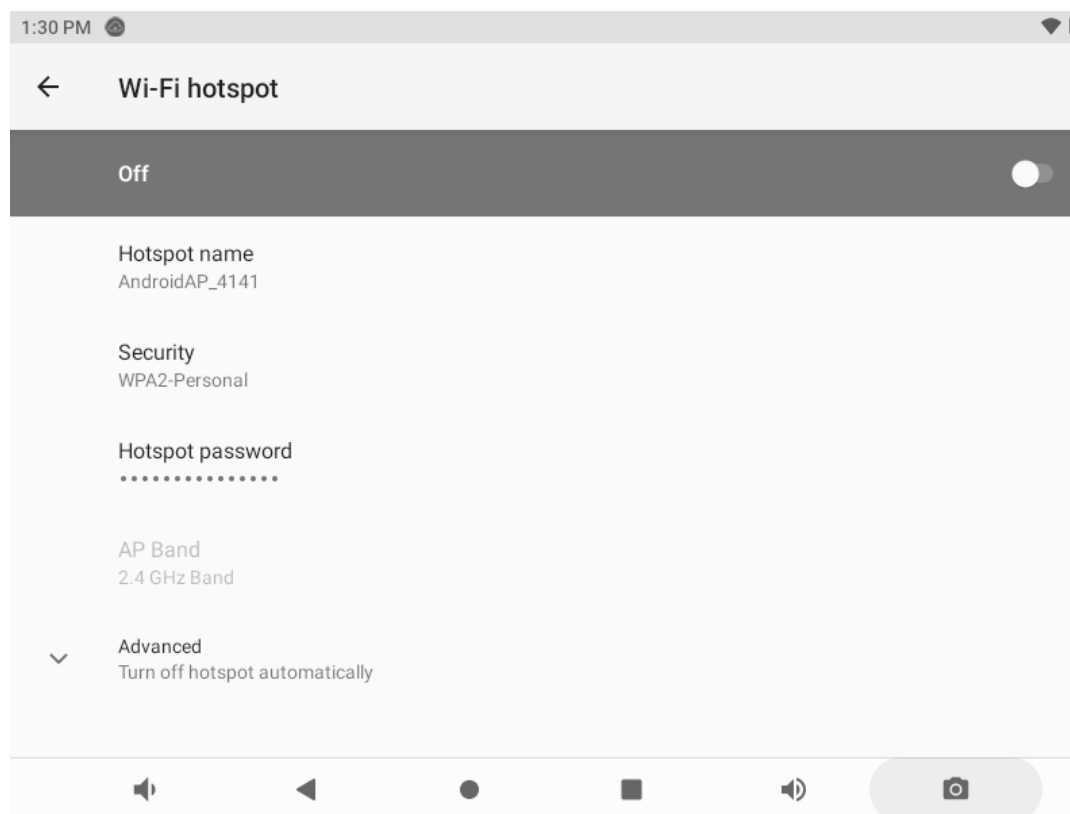 1:30 PM
Wi-Fi hotspot
Off
Hotspot name
AndroidAP_4141
Security
WPA2-Personal
Hotspot password
•••••••••••••••
AP Band
2.4 GHz Band
Advanced
Turn off hotspot automatically